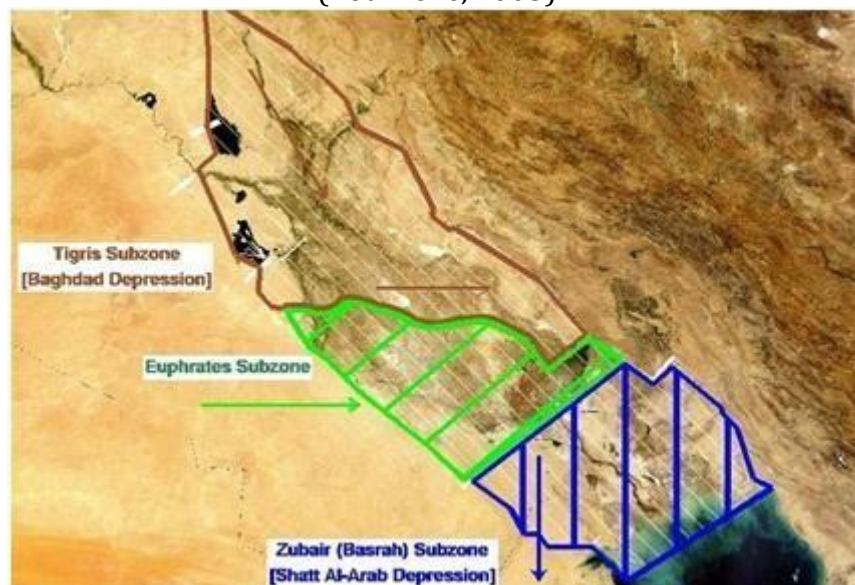 Tigris Subzone
[Baghdad Depression]
Euphrates Subzone
Zubair (Basrah) Subzone
[Shatt Al-Arab Depression]